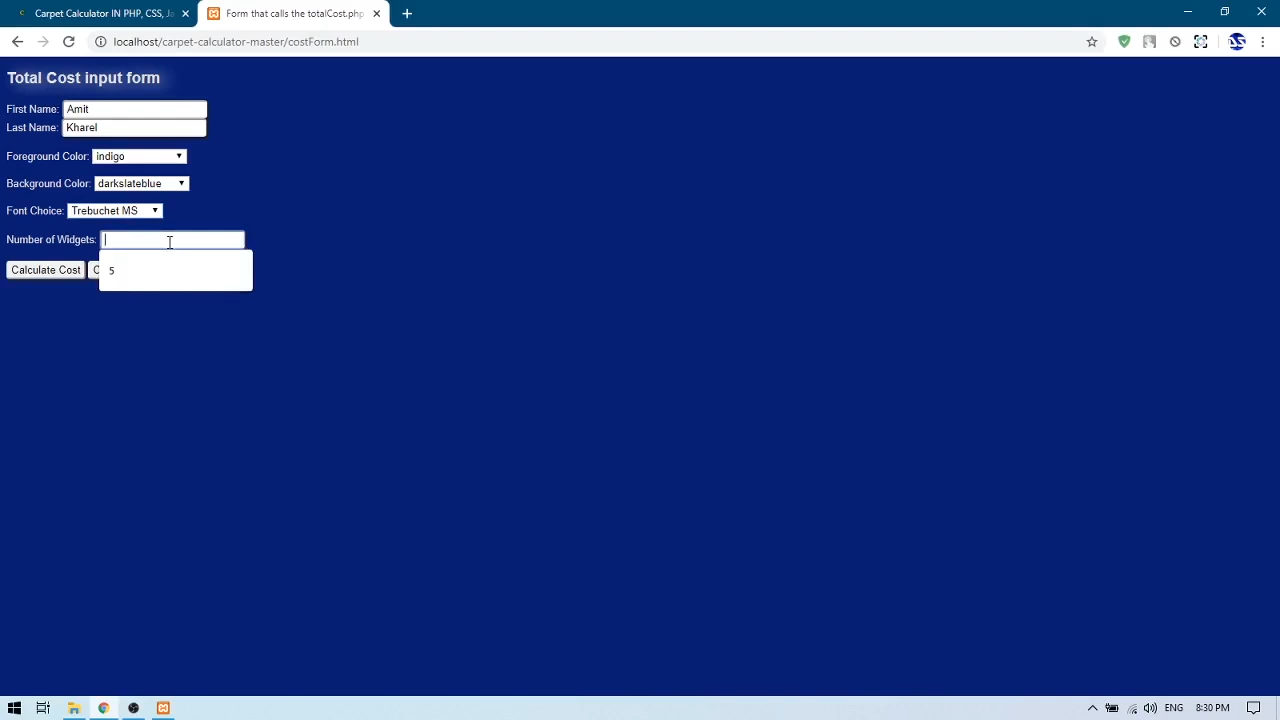 Carpet Calculator IN PHP, CSS, Ja
Form that calls the totalCost.php
localhost/carpet-calculator-master/costForm.html
Total Cost input form
First Name: Amit
Last Name: Kharel
Foreground Color: indigo
Background Color: darkslateblue
Font Choice: Trebuchet MS
Number of Widgets:
5
Calculate Cost
ENG 8:30 PM